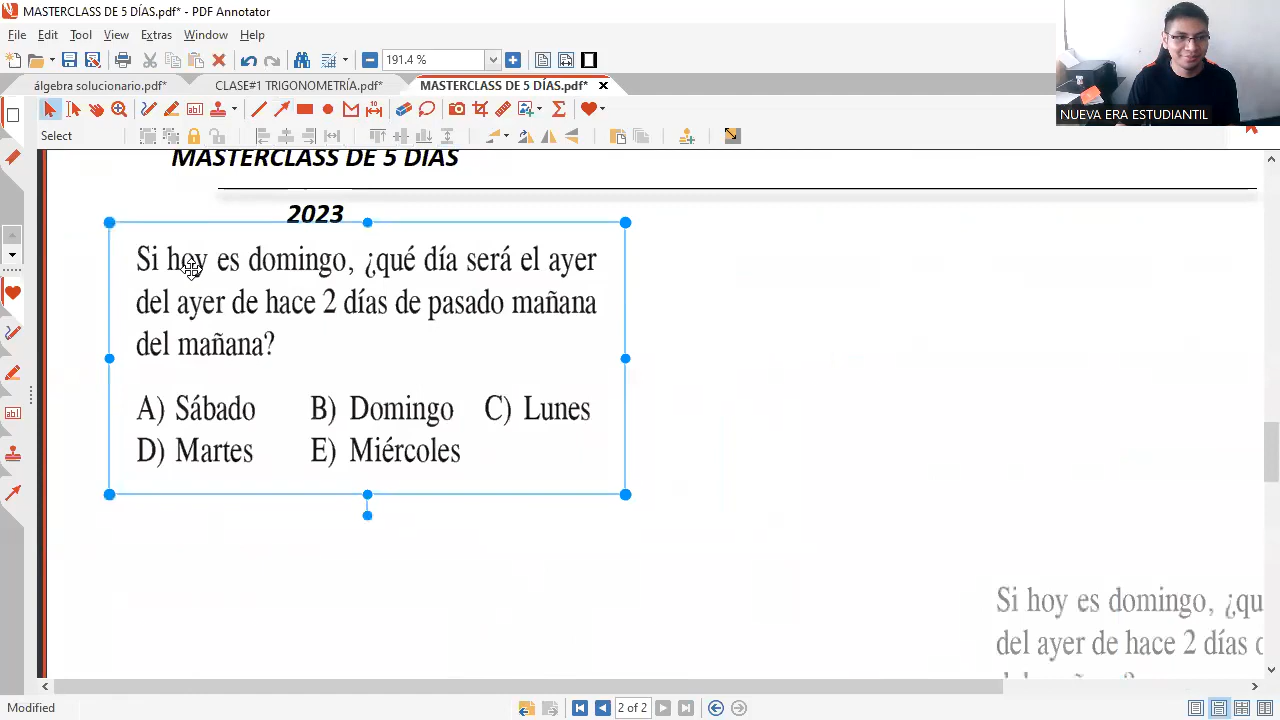 MASTERCLASS DE 5 DÍAS.pdf* - PDF Annotator
File Edit Tool View Extras Window Help
191.4 %
álgebra solucionario.pdf* CLASE#1 TRIGONOMETRÍA.pdf MASTERCLASS DE 5 DÍAS.pdf*
NUEVA ERA ESTUDIANTIL
Select
MASTERCLASS DE 5 DIAS
2023
Si hoy es domingo, ¿qué día será el ayer
del ayer de hace 2 días de pasado mañana
del mañana?
A) Sábado B) Domingo C) Lunes
D) Martes E) Miércoles
Si hoy es domingo, ¿qu
del ayer de hace 2 días
Modified
2 of 2